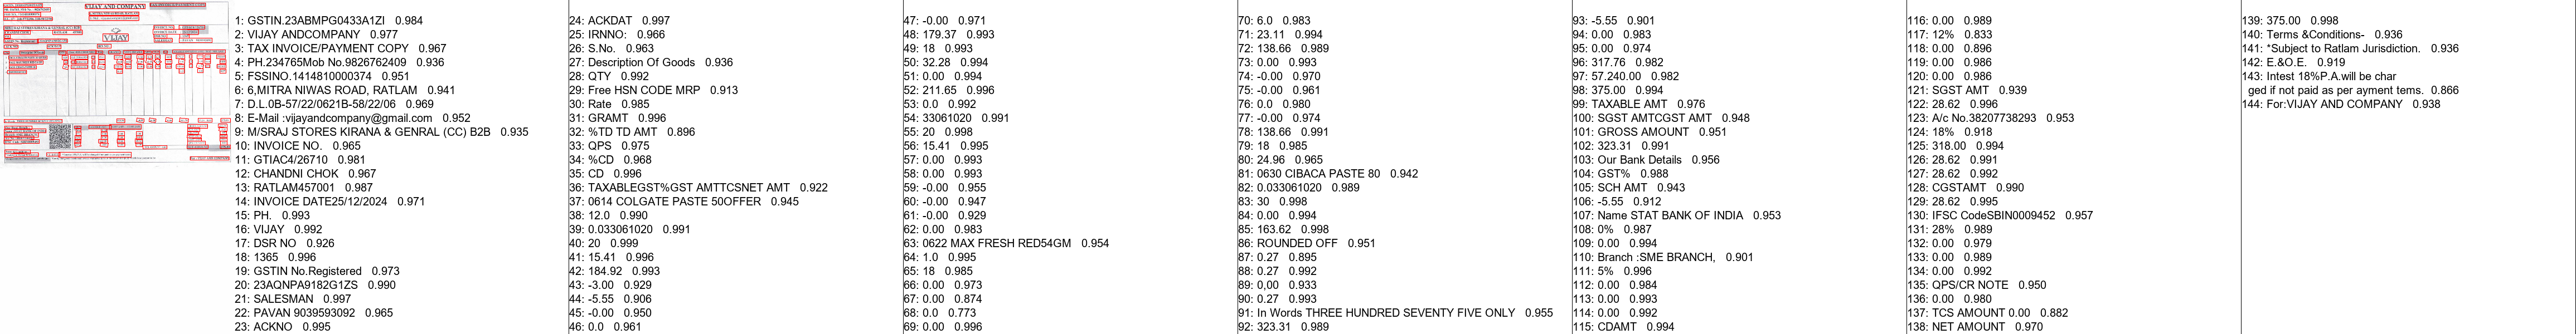 1: GSTIN.23ABMPG0433A1ZI 0.984
2: VIJAY ANDCOMPANY 0.977
3: TAX INVOICE/PAYMENT COPY 0.967
4: PH.234765Mob No.9826762409 0.936
5: FSSINO.1414810000374 0.951
6: 6,MITRA NIWAS ROAD, RATLAM 0.941
7: D.L.0B-57/22/0621B-58/22/06 0.969
8: E-Mail :vijayandcompany@gmail.com 0.952
9: M/SRAJ STORES KIRANA & GENRAL (CC) B2B 0.935
10: INVOICE NO. 0.965
11: GTIAC4/26710 0.981
12: CHANDNI CHOK 0.967
13: RATLAM457001 0.987
14: INVOICE DATE25/12/2024 0.971
15: PH. 0.993
16: VIJAY 0.992
17: DSR NO 0.926
18: 1365 0.996
19: GSTIN No.Registered 0.973
20: 23AQNPA9182G1ZS 0.990
21: SALESMAN 0.997
22: PAVAN 9039593092 0.965
23: ACKNO 0.995
24: ACKDAT 0.997
25: IRNNO: 0.966
26: S.No. 0.963
27: Description Of Goods 0.936
28: QTY 0.992
29: Free HSN CODE MRP 0.913
30: Rate 0.985
31: GRAMT 0.996
32: %TD TD AMT 0.896
33: QPS 0.975
34: %CD 0.968
35: CD 0.996
36: TAXABLEGST%GST AMTTCSNET AMT 0.922
37: 0614 COLGATE PASTE 50OFFER 0.945
38: 12.0 0.990
39: 0.033061020 0.991
40: 20 0.999
41: 15.41 0.996
42: 184.92 0.993
43: -3.00 0.929
44: -5.55 0.906
45: -0.00 0.950
46: 0.0 0.961
47: -0.00 0.971
48: 179.37 0.993
49: 18 0.993
50: 32.28 0.994
51: 0.00 0.994
52: 211.65 0.996
53: 0.0 0.992
54: 33061020 0.991
55: 20 0.998
56: 15.41 0.995
57: 0.00 0.993
58: 0.00 0.993
59: -0.00 0.955
60: -0.00 0.947
61: -0.00 0.929
62: 0.00 0.983
63: 0622 MAX FRESH RED54GM 0.954
64: 1.0 0.995
65: 18 0.985
66: 0.00 0.973
67: 0.00 0.874
68: 0.0 0.773
69: 0.00 0.996
70: 6.0 0.983
71: 23.11 0.994
72: 138.66 0.989
73: 0.00 0.993
74: -0.00 0.970
75: -0.00 0.961
76: 0.0 0.980
77: -0.00 0.974
78: 138.66 0.991
79: 18 0.985
80: 24.96 0.965
81: 0630 CIBACA PASTE 80 0.942
82: 0.033061020 0.989
83: 30 0.998
84: 0.00 0.994
85: 163.62 0.998
86: ROUNDED OFF 0.951
87: 0.27 0.895
88: 0.27 0.992
89: 0,00 0.933
90: 0.27 0.993
91: In Words THREE HUNDRED SEVENTY FIVE ONLY 0.955
92: 323.31 0.989
93: -5.55 0.901
94: 0.00 0.983
95: 0.00 0.974
96: 317.76 0.982
97: 57.240.00 0.982
98: 375.00 0.994
99: TAXABLE AMT 0.976
100: SGST AMTCGST AMT 0.948
101: GROSS AMOUNT 0.951
102: 323.31 0.991
103: Our Bank Details 0.956
104: GST% 0.988
105: SCH AMT 0.943
106: -5.55 0.912
107: Name STAT BANK OF INDIA 0.953
108: 0% 0.987
109: 0.00 0.994
110: Branch :SME BRANCH, 0.901
111: 5% 0.996
112: 0.00 0.984
113: 0.00 0.993
114: 0.00 0.992
115: CDAMT 0.994
116: 0.00 0.989
117: 12% 0.833
118: 0.00 0.896
119: 0.00 0.986
120: 0.00 0.986
121: SGST AMT 0.939
122: 28.62 0.996
123: A/c No.38207738293 0.953
124: 18% 0.918
125: 318.00 0.994
126: 28.62 0.991
127: 28.62 0.992
128: CGSTAMT 0.990
129: 28.62 0.995
130: IFSC CodeSBIN0009452 0.957
131: 28% 0.989
132: 0.00 0.979
133: 0.00 0.989
134: 0.00 0.992
135: QPS/CR NOTE 0.950
136: 0.00 0.980
137: TCS AMOUNT 0.00 0.882
138: NET AMOUNT 0.970
139: 375.00 0.998
140: Terms &Conditions- 0.936
141: *Subject to Ratlam Jurisdiction. 0.936
142: E.&O.E. 0.919
143: Intest 18%P.A.will be char
ged if not paid as per ayment tems. 0.866
144: For:VIJAY AND COMPANY 0.938